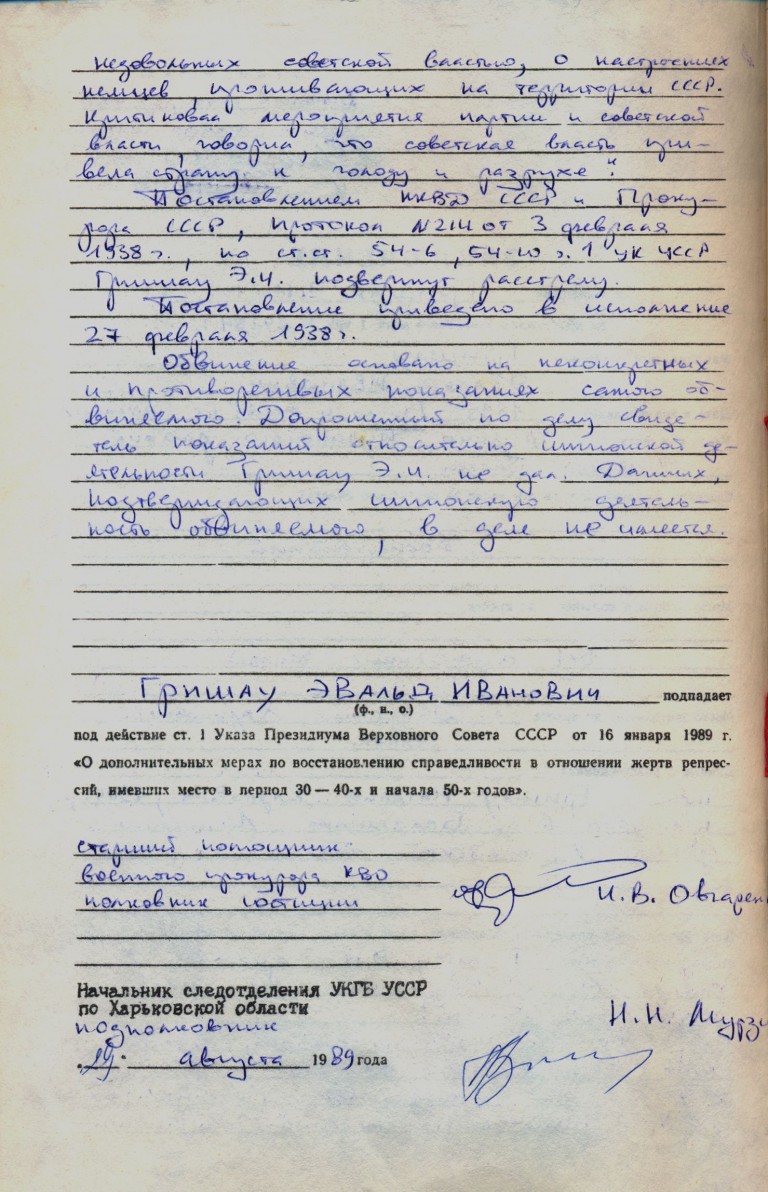 недовольных советской властью, о настроениях
немцев, проживающих на территории СССР.
Критиковал мероприятия партии и советской
власти, говорил, что советская власть при-
вела страну к голоду и разрухе".
Постановлением НКВД СССР и Проку-
рора СССР, протокол №211 от 3 февраля
1938 г., по ст.ст. 54-6, 54-10 ч. 1 УК УССР
Гришау Э.И. подвергнут расстрелу.
Постановление приведено в исполнение
27 февраля 1938 г.
Обвинение основано на неконкретных
и противоречивых показаниях самого об-
виняемого. Допрошенный по делу свиде-
тель показаний относительно шпионской де-
ятельности Гришау Э.И. не дал. Данных,
подтверждающих шпионскую деятель-
ность обвиняемого, в деле не имеется.
Гришау Эвальд Иванович подпадает
(ф., и., о.)
под действие ст. 1 Указа Президиума Верховного Совета СССР от 16 января 1989 г.
«О дополнительных мерах по восстановлению справедливости в отношении жертв репрес-
сий, имевших место в период 30 — 40-х и начала 50-х годов».
Старший помощник
военного прокурора КВО
полковник юстиции И.В. Овчарен
Начальник следотделения УКГБ УССР
по Харьковской области
подполковник Н.Н. Мурз
"29" августа 1989 года